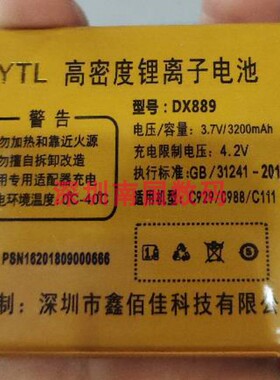 YTL 高密度锂离子电池
警告
型号: DX889
勿加热和靠近火源
电压/容量: 3.7V/3200mAh
勿擅自拆卸改造
充电限制电压: 4.2V
用专用适配器充电
执行标准:GB/31241-201
电环境温度:0C-40℃
适用机型: C929/C988/C111
PSN16201809000666
制:深圳市鑫佰佳科技有限公